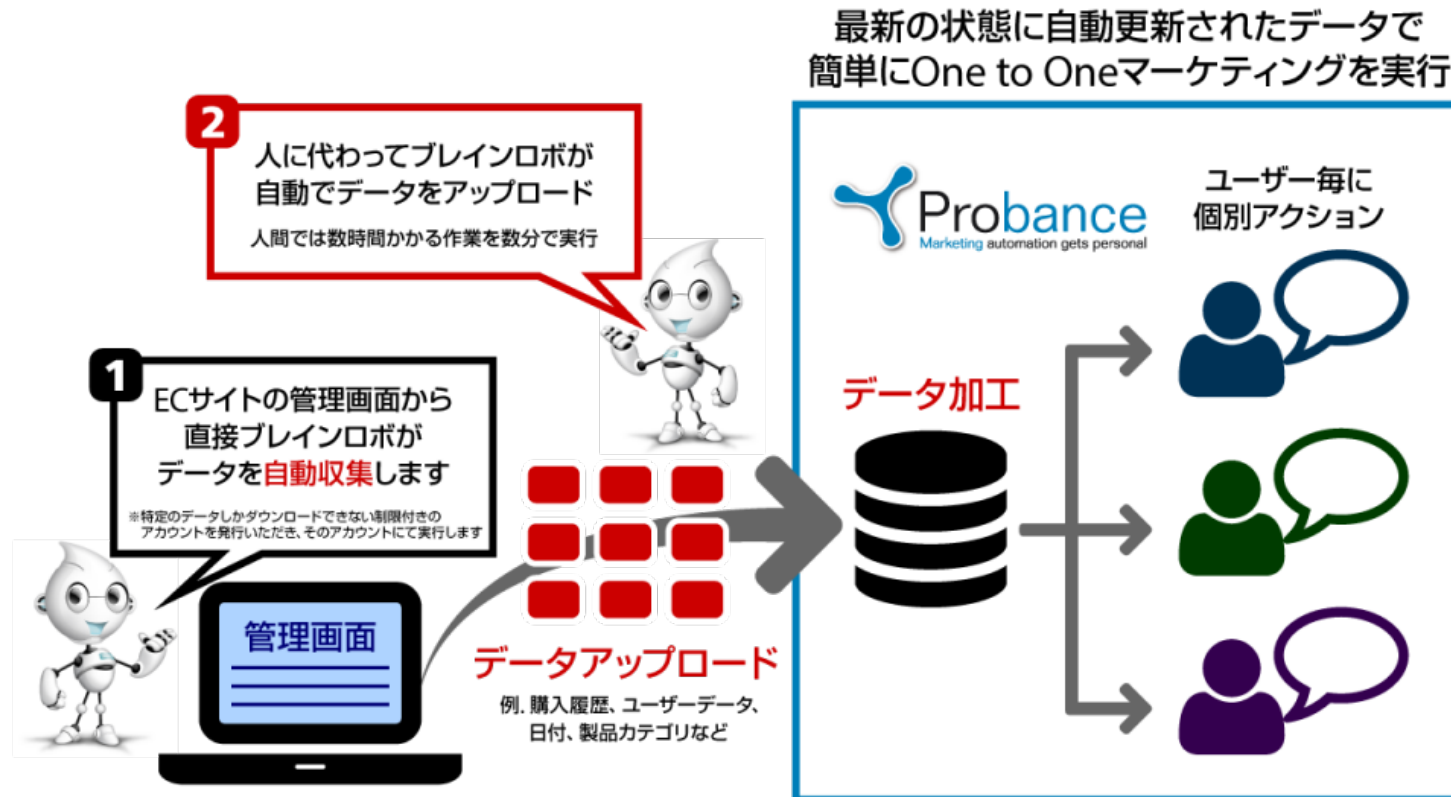 最新の状態に自動更新されたデータで
簡単にOne to Oneマーケティングを実行
2
人に代わってブレインロボが
自動でデータをアップロード
人間では数時間かかる作業を数分で実行
1
ECサイトの管理画面から
直接ブレインロボが
データを自動収集します
※特定のデータしかダウンロードできない制限付きの
アカウントを発行いただき、そのアカウントにて実行します
管理画面
データアップロード
例. 購入履歴、ユーザーデータ、
日付、製品カテゴリなど
Probance
Marketing automation gets personal
データ加工
ユーザー毎に
個別アクション